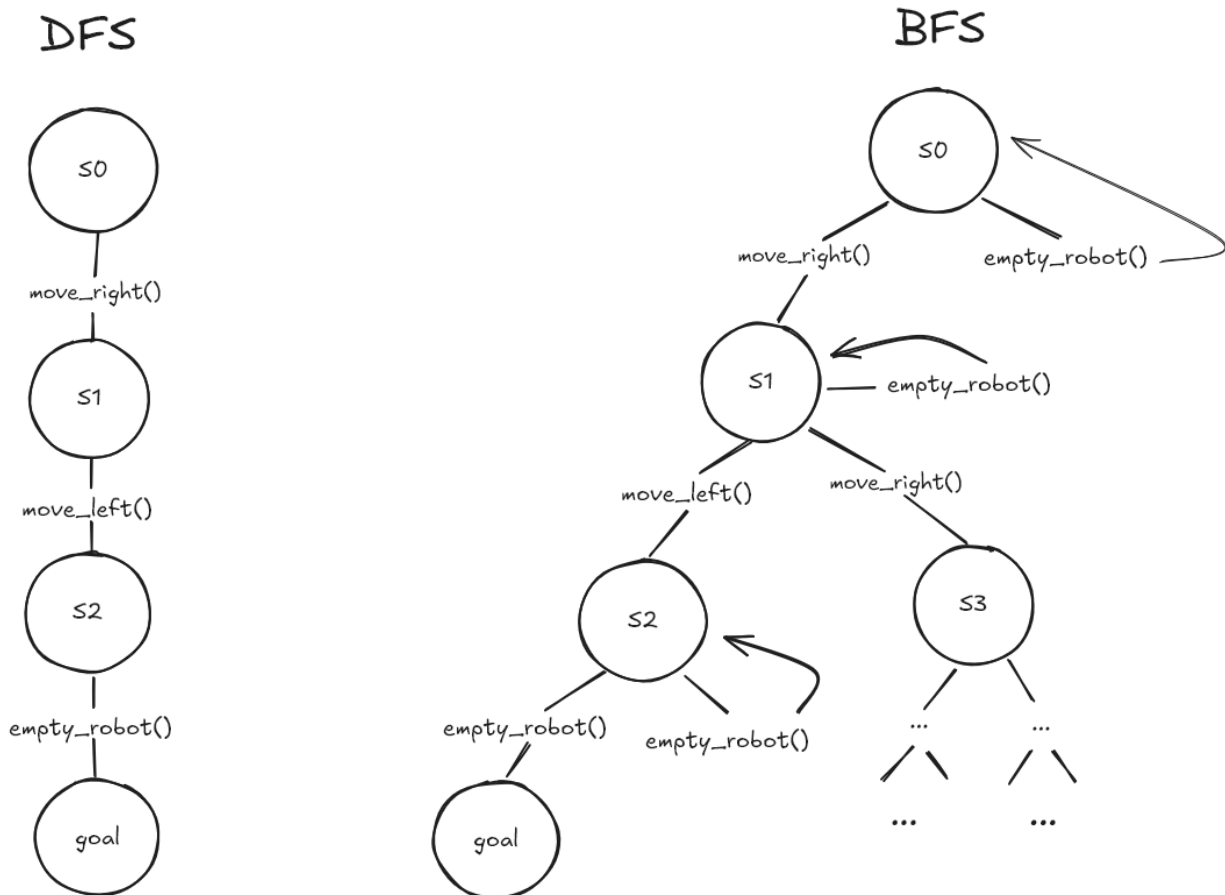 DFS
S0
move_right()
S1
move_left()
S2
empty_robot()
goal
BFS
S0
move_right()
empty_robot()
S1
empty_robot()
move_left()
move_right()
S2
S3
empty_robot()
empty_robot()
...
...
goal
...
...